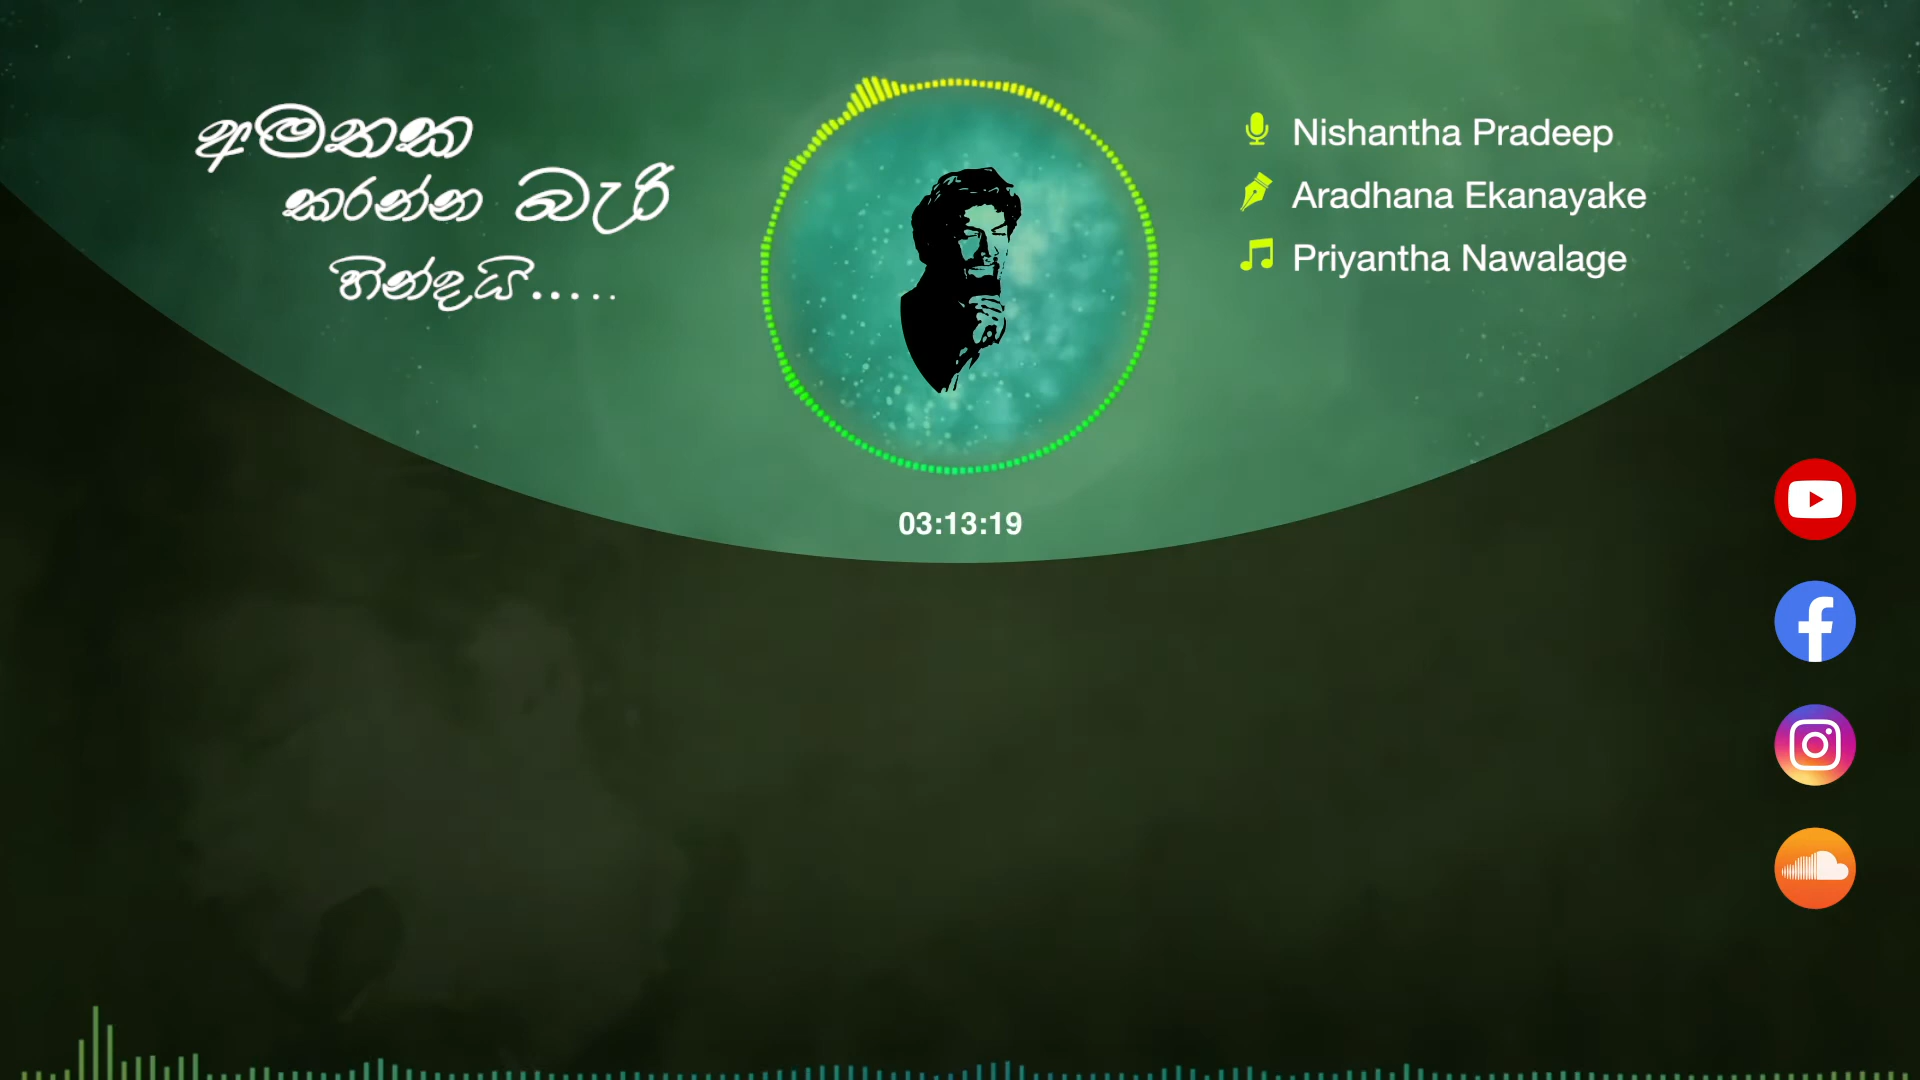 අමතක
කරන්න බැරි
හින්දයි.....
Nishantha Pradeep
Aradhana Ekanayake
Priyantha Nawalage
03:13:19